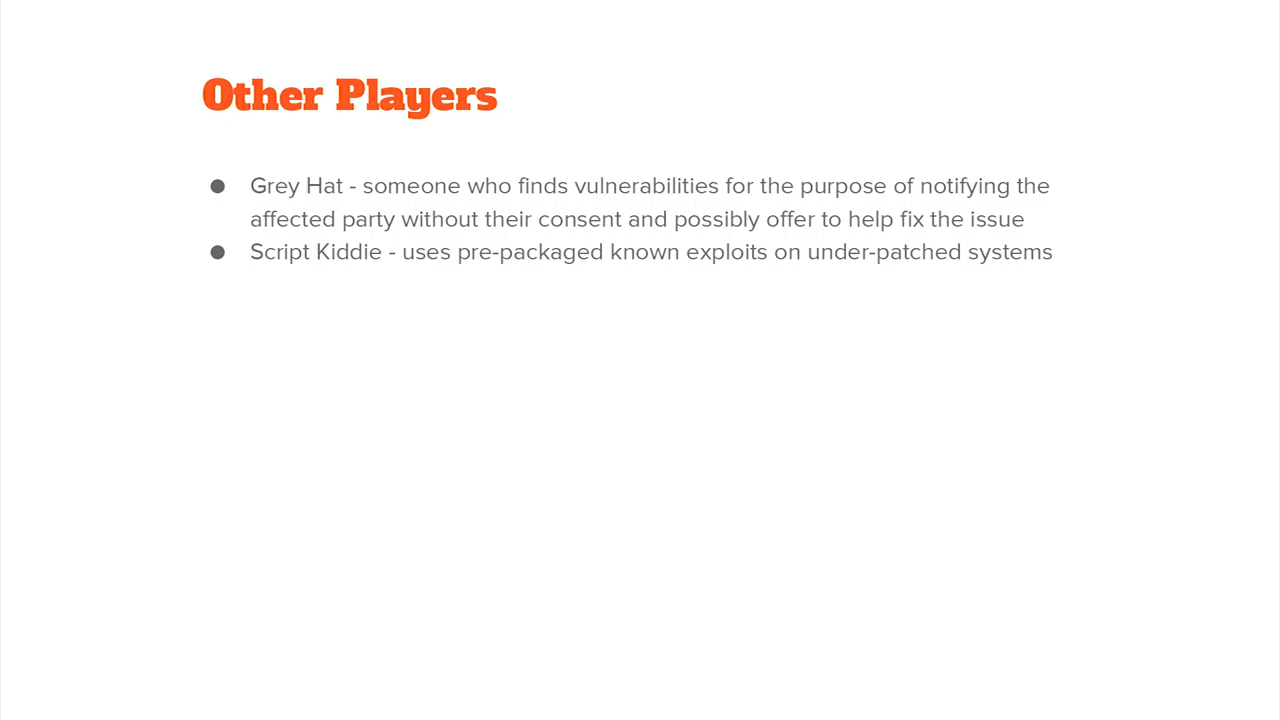 Other Players
● Grey Hat - someone who finds vulnerabilities for the purpose of notifying the
affected party without their consent and possibly offer to help fix the issue
● Script Kiddie - uses pre-packaged known exploits on under-patched systems